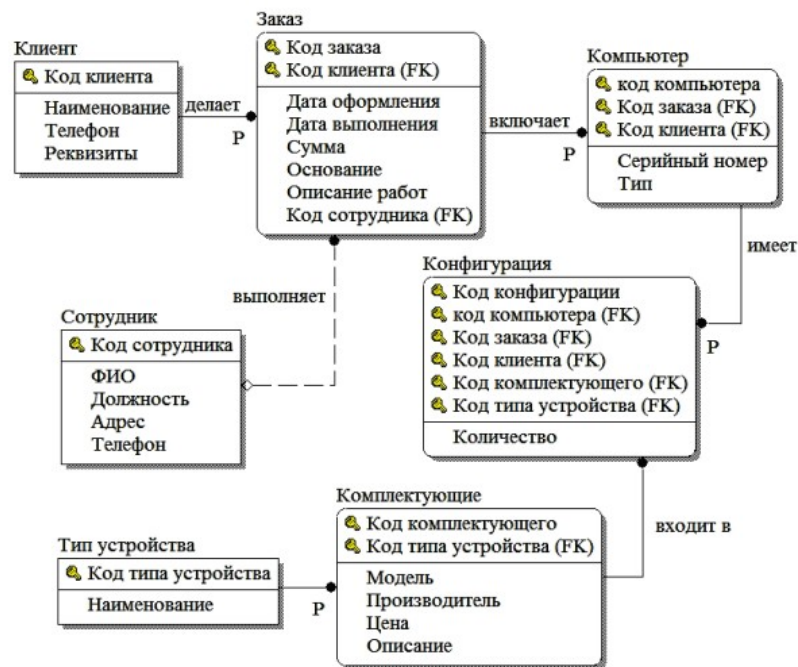 Клиент
Код клиента
Наименование
Телефон
Реквизиты
делает
P
Заказ
Код заказа
Код клиента (FK)
Дата оформления
Дата выполнения
Сумма
Основание
Описание работ
Код сотрудника (FK)
включает
P
Компьютер
код компьютера
Код заказа (FK)
Код клиента (FK)
Серийный номер
Тип
имеет
P
выполняет
Сотрудник
Код сотрудника
ФИО
Должность
Адрес
Телефон
Конфигурация
Код конфигурации
код компьютера (FK)
Код заказа (FK)
Код клиента (FK)
Код комплектующего (FK)
Код типа устройства (FK)
Количество
входит в
Тип устройства
Код типа устройства
Наименование
P
Комплектующие
Код комплектующего
Код типа устройства (FK)
Модель
Производитель
Цена
Описание